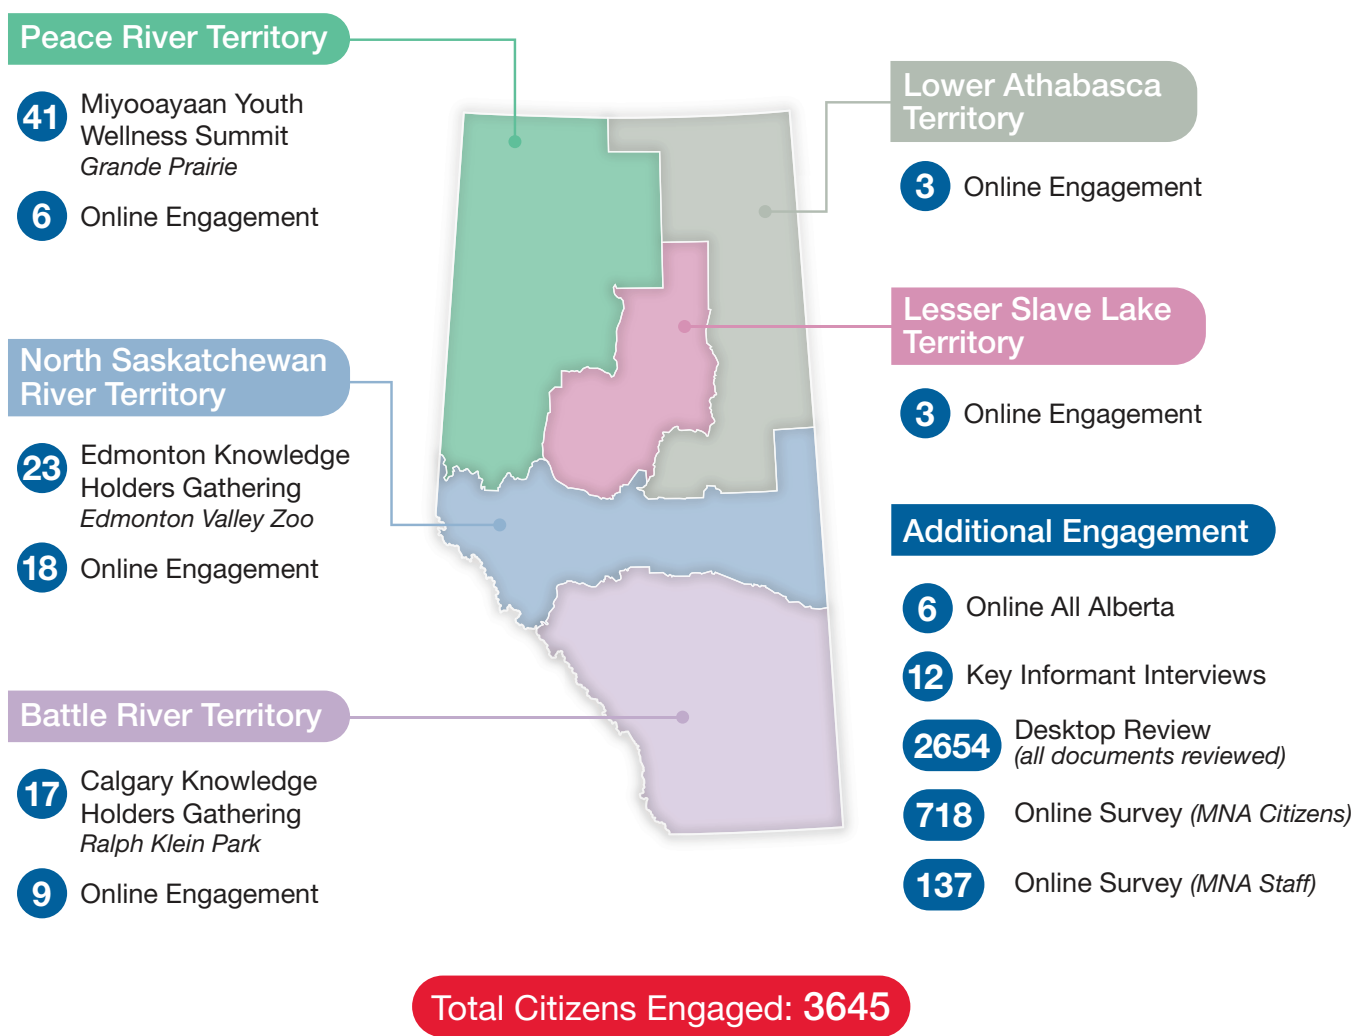 Peace River Territory
41
Miyooayaan Youth
Wellness Summit
Grande Prairie
6
Online Engagement
North Saskatchewan
River Territory
23
Edmonton Knowledge
Holders Gathering
Edmonton Valley Zoo
18
Online Engagement
Battle River Territory
17
Calgary Knowledge
Holders Gathering
Ralph Klein Park
9
Online Engagement
Lower Athabasca
Territory
3 Online Engagement
Lesser Slave Lake
Territory
3 Online Engagement
Additional Engagement
6 Online All Alberta
12 Key Informant Interviews
2654
Desktop Review
(all documents reviewed)
718 Online Survey (MNA Citizens)
137 Online Survey (MNA Staff)
Total Citizens Engaged: 3645